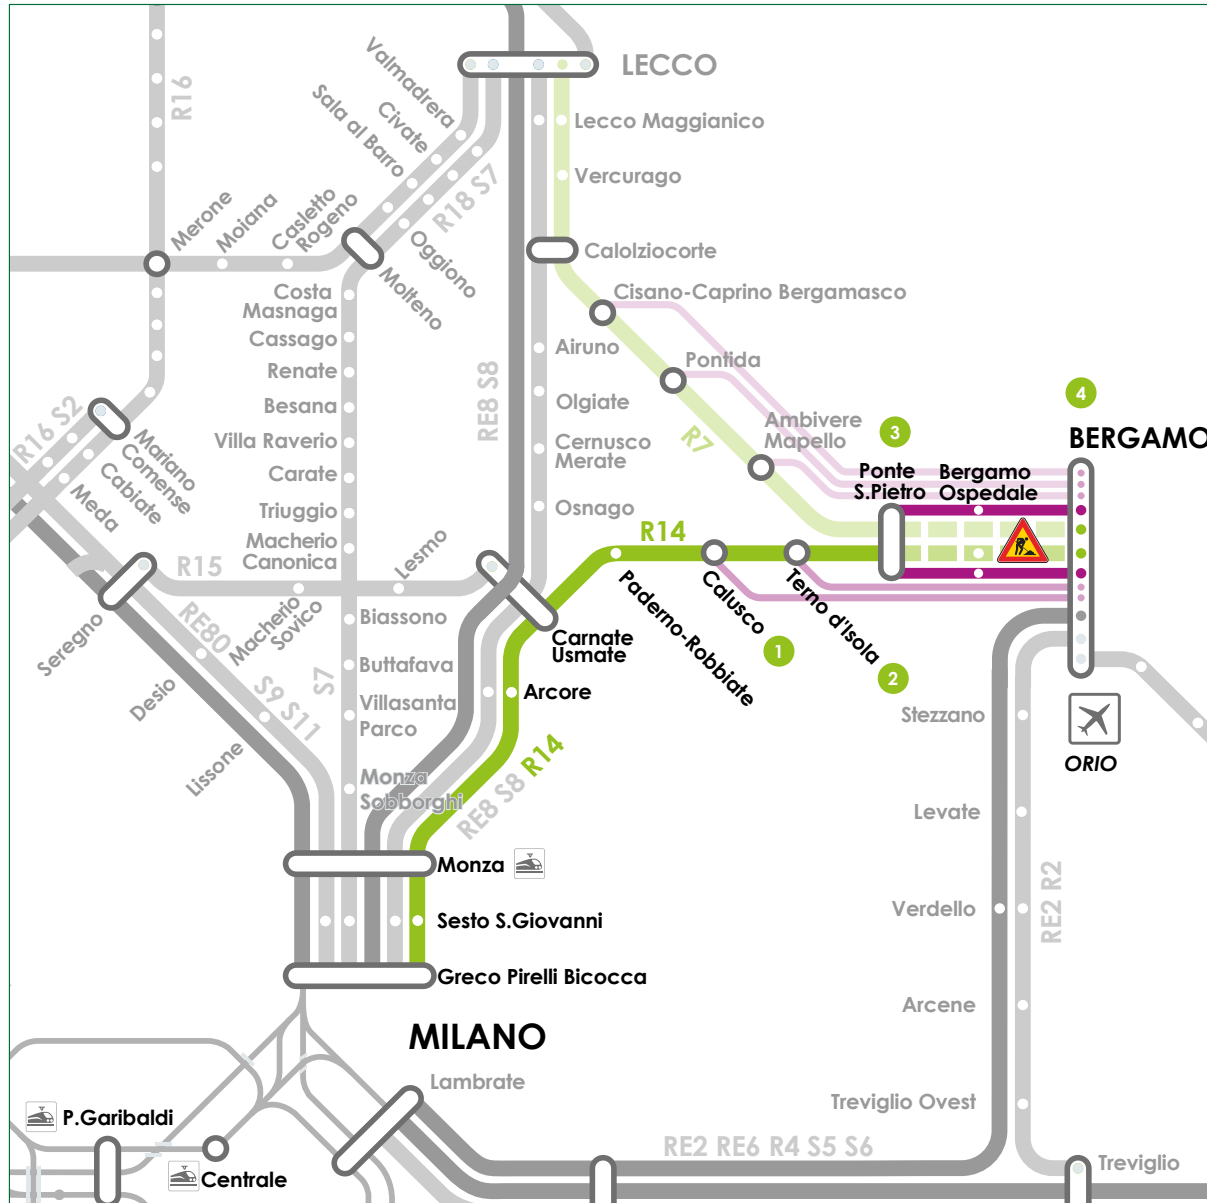 LECCO
R16
Valmadrera
Civate
Sala al Barro
R18 S7
Lecco Maggianico
Vercurago
Calolziocorte
Merone
Moiana
Casletto
Rogeno
Oggiono
Molteno
Cisano-Caprino Bergamasco
Costa
Masnaga
Cassago
Renate
Besana
Villa Raverio
Carate
Triuggio
Macherio
Canonica
RE8 S8
Airuno
Olgiate
Cernusco
Merate
Osnago
Pontida
R7
Ambivere
Mapello
3
4
BERGAMO
Ponte
S.Pietro
Bergamo
Ospedale
R16 S2
Mariano
Comense
Cabiate
Meda
R14
R15
Lesmo
Seregno
RE80
Macherio
Sovico
Biassono
Carnate
Usmate
Paderno-Robbiate
Calusco
1
Terno d'Isola
2
S7
S9 S11
Buttafava
Villasanta
Parco
Arcore
Desio
Lissone
Stezzano
ORIO
Monza
Sobborghi
RE8 S8 R14
Levate
Monza
Sesto S.Giovanni
Verdello
RE2 R2
Greco Pirelli Bicocca
Arcene
MILANO
Lambrate
Treviglio Ovest
P.Garibaldi
Centrale
RE2 RE6 R4 S5 S6
Treviglio